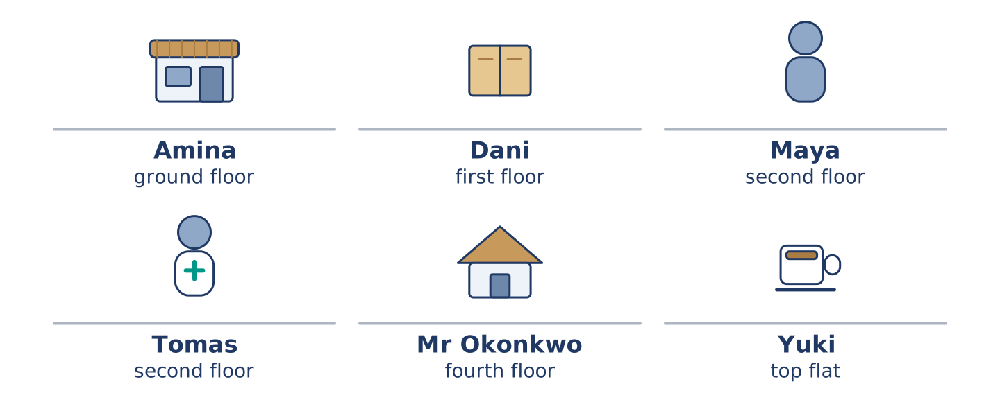 Amina
ground floor
Dani
first floor
Maya
second floor
Tomas
second floor
Mr Okonkwo
fourth floor
Yuki
top flat